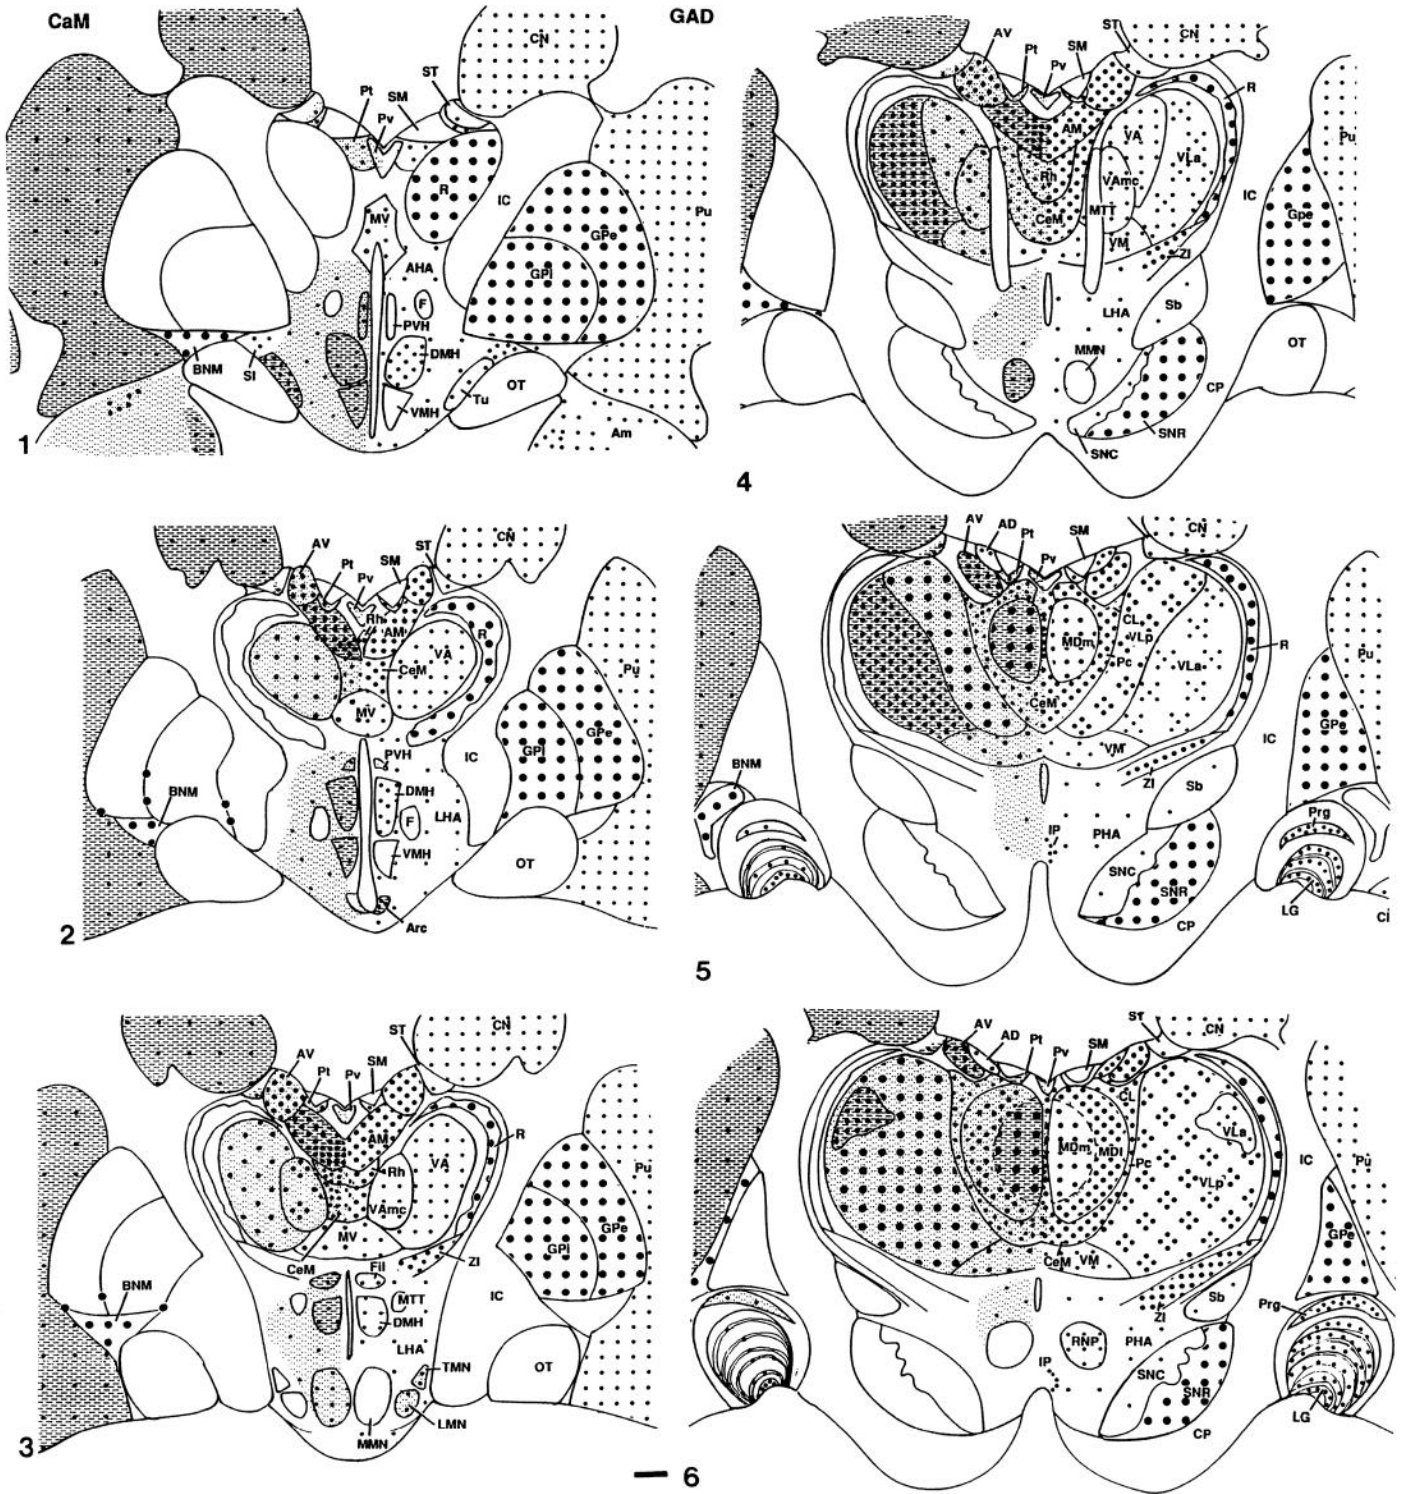 CaM
GAD
CN
ST
SM
Pt
Pv
R
IC
Pu
MV
GPe
GPi
AHA
F
PVH
DMH
BNM
SI
OT
Tu
VMH
Am
1
ST
AV
Pt
SM
Pv
CN
R
AM
VA
Pu
VLa
Rh
VAmc
IC
CeM
MTT
Gpe
VM
ZI
LHA
Sb
MMN
OT
CP
SNR
SNC
4
AV
ST
CN
Pt
SM
Pv
Rh
AM
R
VA
CeM
Pu
MV
GPe
GPi
PVH
IC
DMH
BNM
LHA
F
VMH
OT
Arc
2
AV
AD
Pt
SM
Pv
CN
CL
MDm
VLp
R
Pc
VLa
Pu
CeM
GPe
VM
IC
BNM
ZI
Sb
Prg
IP
PHA
SNC
SNR
LG
CP
Ci
5
ST
CN
AV
SM
Pt
Pv
R
AM
Rh
VA
Pu
VAmc
GPe
MV
GPi
ZI
CeM
Fil
BNM
MTT
IC
DMH
LHA
OT
TMN
LMN
MMN
3
ST
AV
AD
Pt
SM
CN
Pv
CL
VLa
MDm
MDl
Pc
IC
Pu
VLp
GPe
CeM
VM
Sb
ZI
Prg
RNP
PHA
IP
SNC
SNR
LG
CP
6